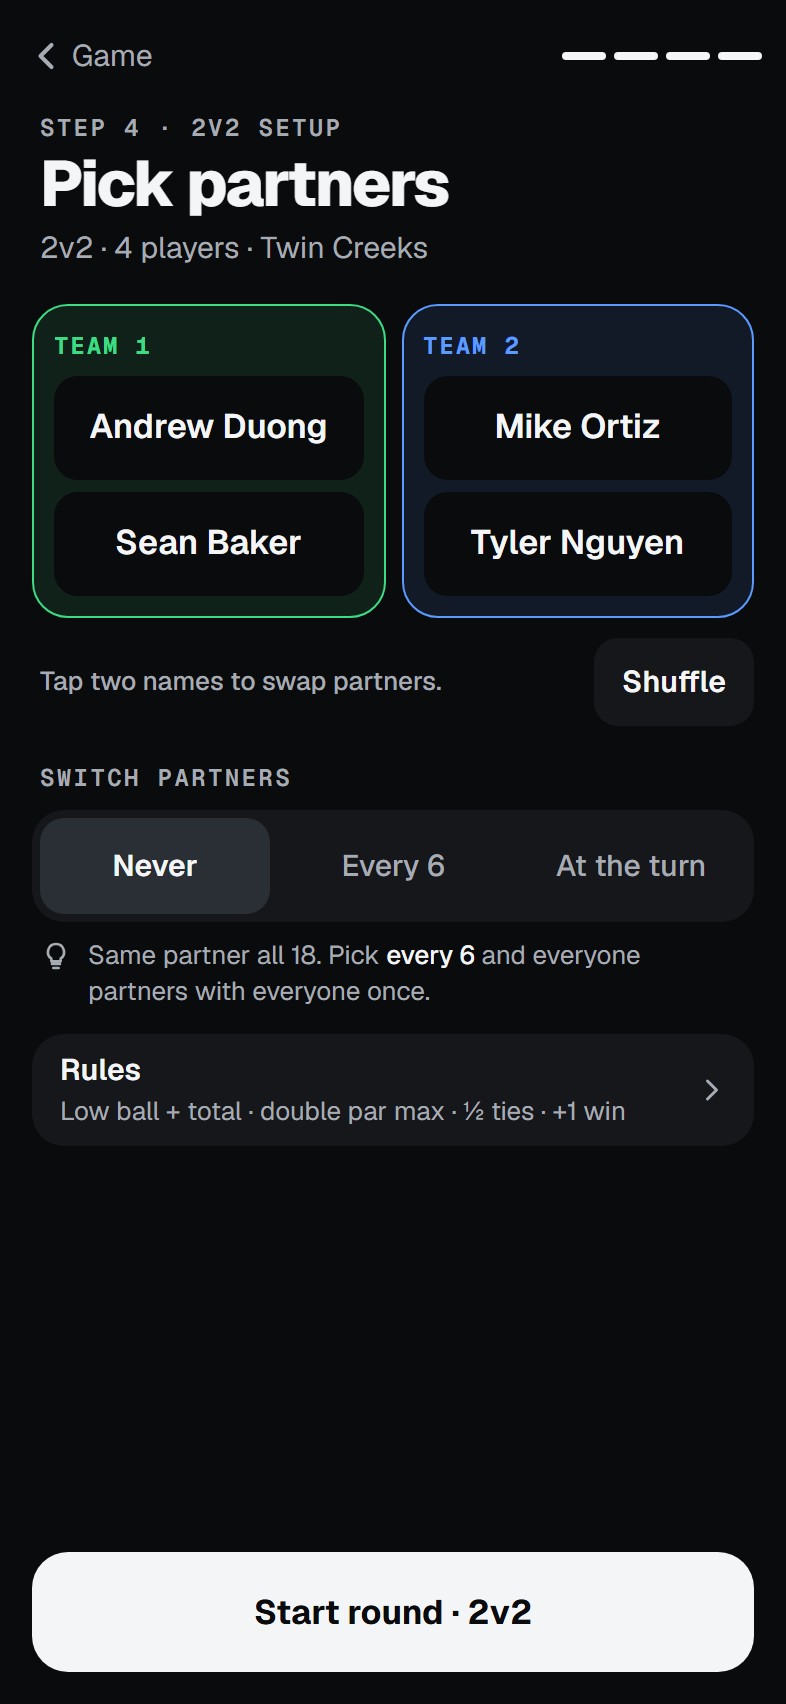 Game
STEP 4 · 2V2 SETUP
Pick partners
2v2 · 4 players · Twin Creeks
TEAM 1
Andrew Duong
Sean Baker
TEAM 2
Mike Ortiz
Tyler Nguyen
Tap two names to swap partners.
Shuffle
SWITCH PARTNERS
Never
Every 6
At the turn
Same partner all 18. Pick every 6 and everyone
partners with everyone once.
Rules
Low ball + total · double par max · ½ ties · +1 win
Start round · 2v2